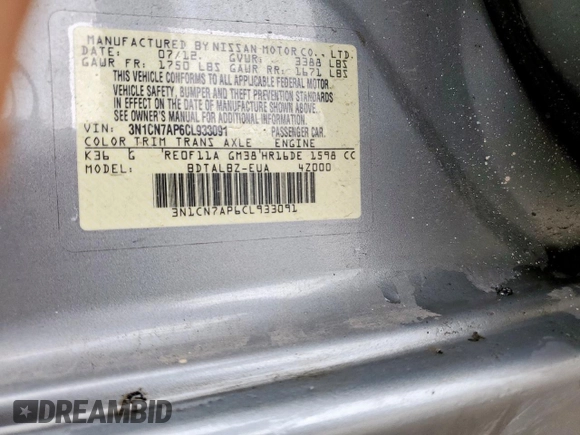 MANUFACTURED BY NISSAN MOTOR CO., LTD.
DATE: 07/12 GVWR: 3388 LBS
GAWR FR: 1750 LBS GAWR RR: 1671 LBS
THIS VEHICLE CONFORMS TO ALL APPLICABLE FEDERAL MOTOR
VEHICLE SAFETY, BUMPER AND THEFT PREVENTION STANDARDS
IN EFFECT ON THE DATE OF MANUFACTURE SHOWN ABOVE.
SEE OWNER'S MANUAL FOR ADDITIONAL INFORMATION
VIN: 3N1CN7AP6CL933091 PASSENGER CAR
COLOR TRIM TRANS AXLE ENGINE
K36 G RE0F11A GM38 HR16DE 1598 CC
MODEL: BDTALBZ-EUA 4Z000
3N1CN7AP6CL933091
DREAMBID